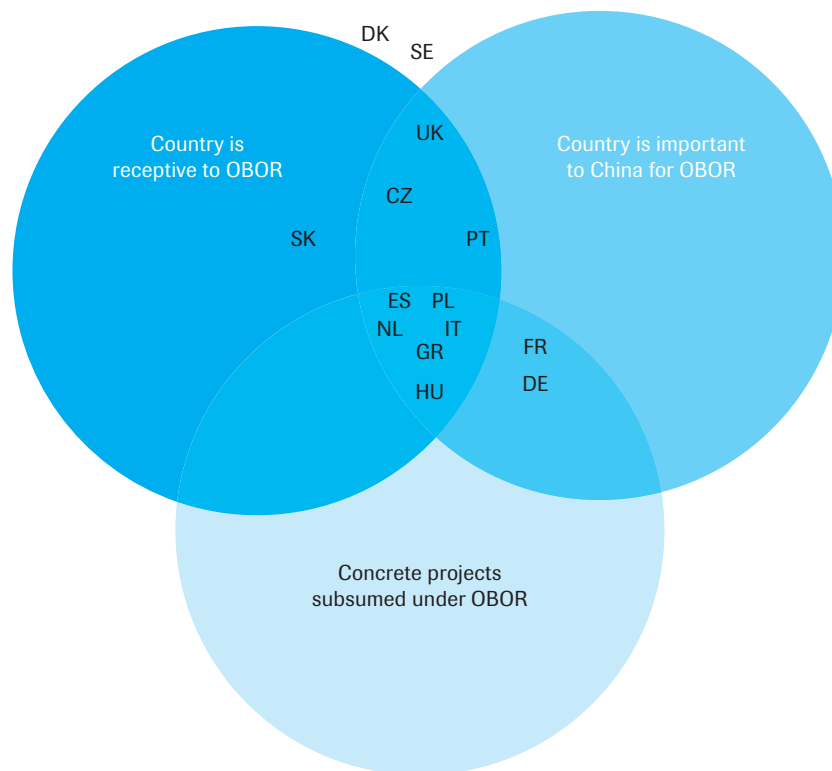 DK
SE
UK
Country is
receptive to OBOR
Country is important
to China for OBOR
CZ
SK
PT
ES PL
NL IT
FR
GR
DE
HU
Concrete projects
subsumed under OBOR